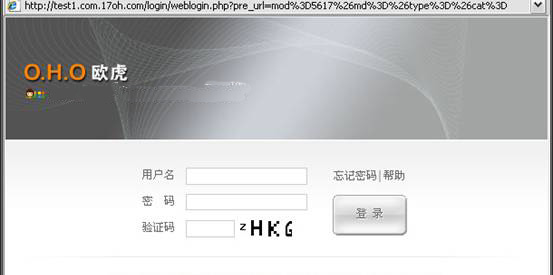 http://test1.com.17oh.com/login/weblogin.php?pre_url=mod%3D5617%26md%3D%26type%3D%26cat%3D
O.H.O 欧虎
用户名 忘记密码|帮助
密 码 登 录
验证码 z H K G